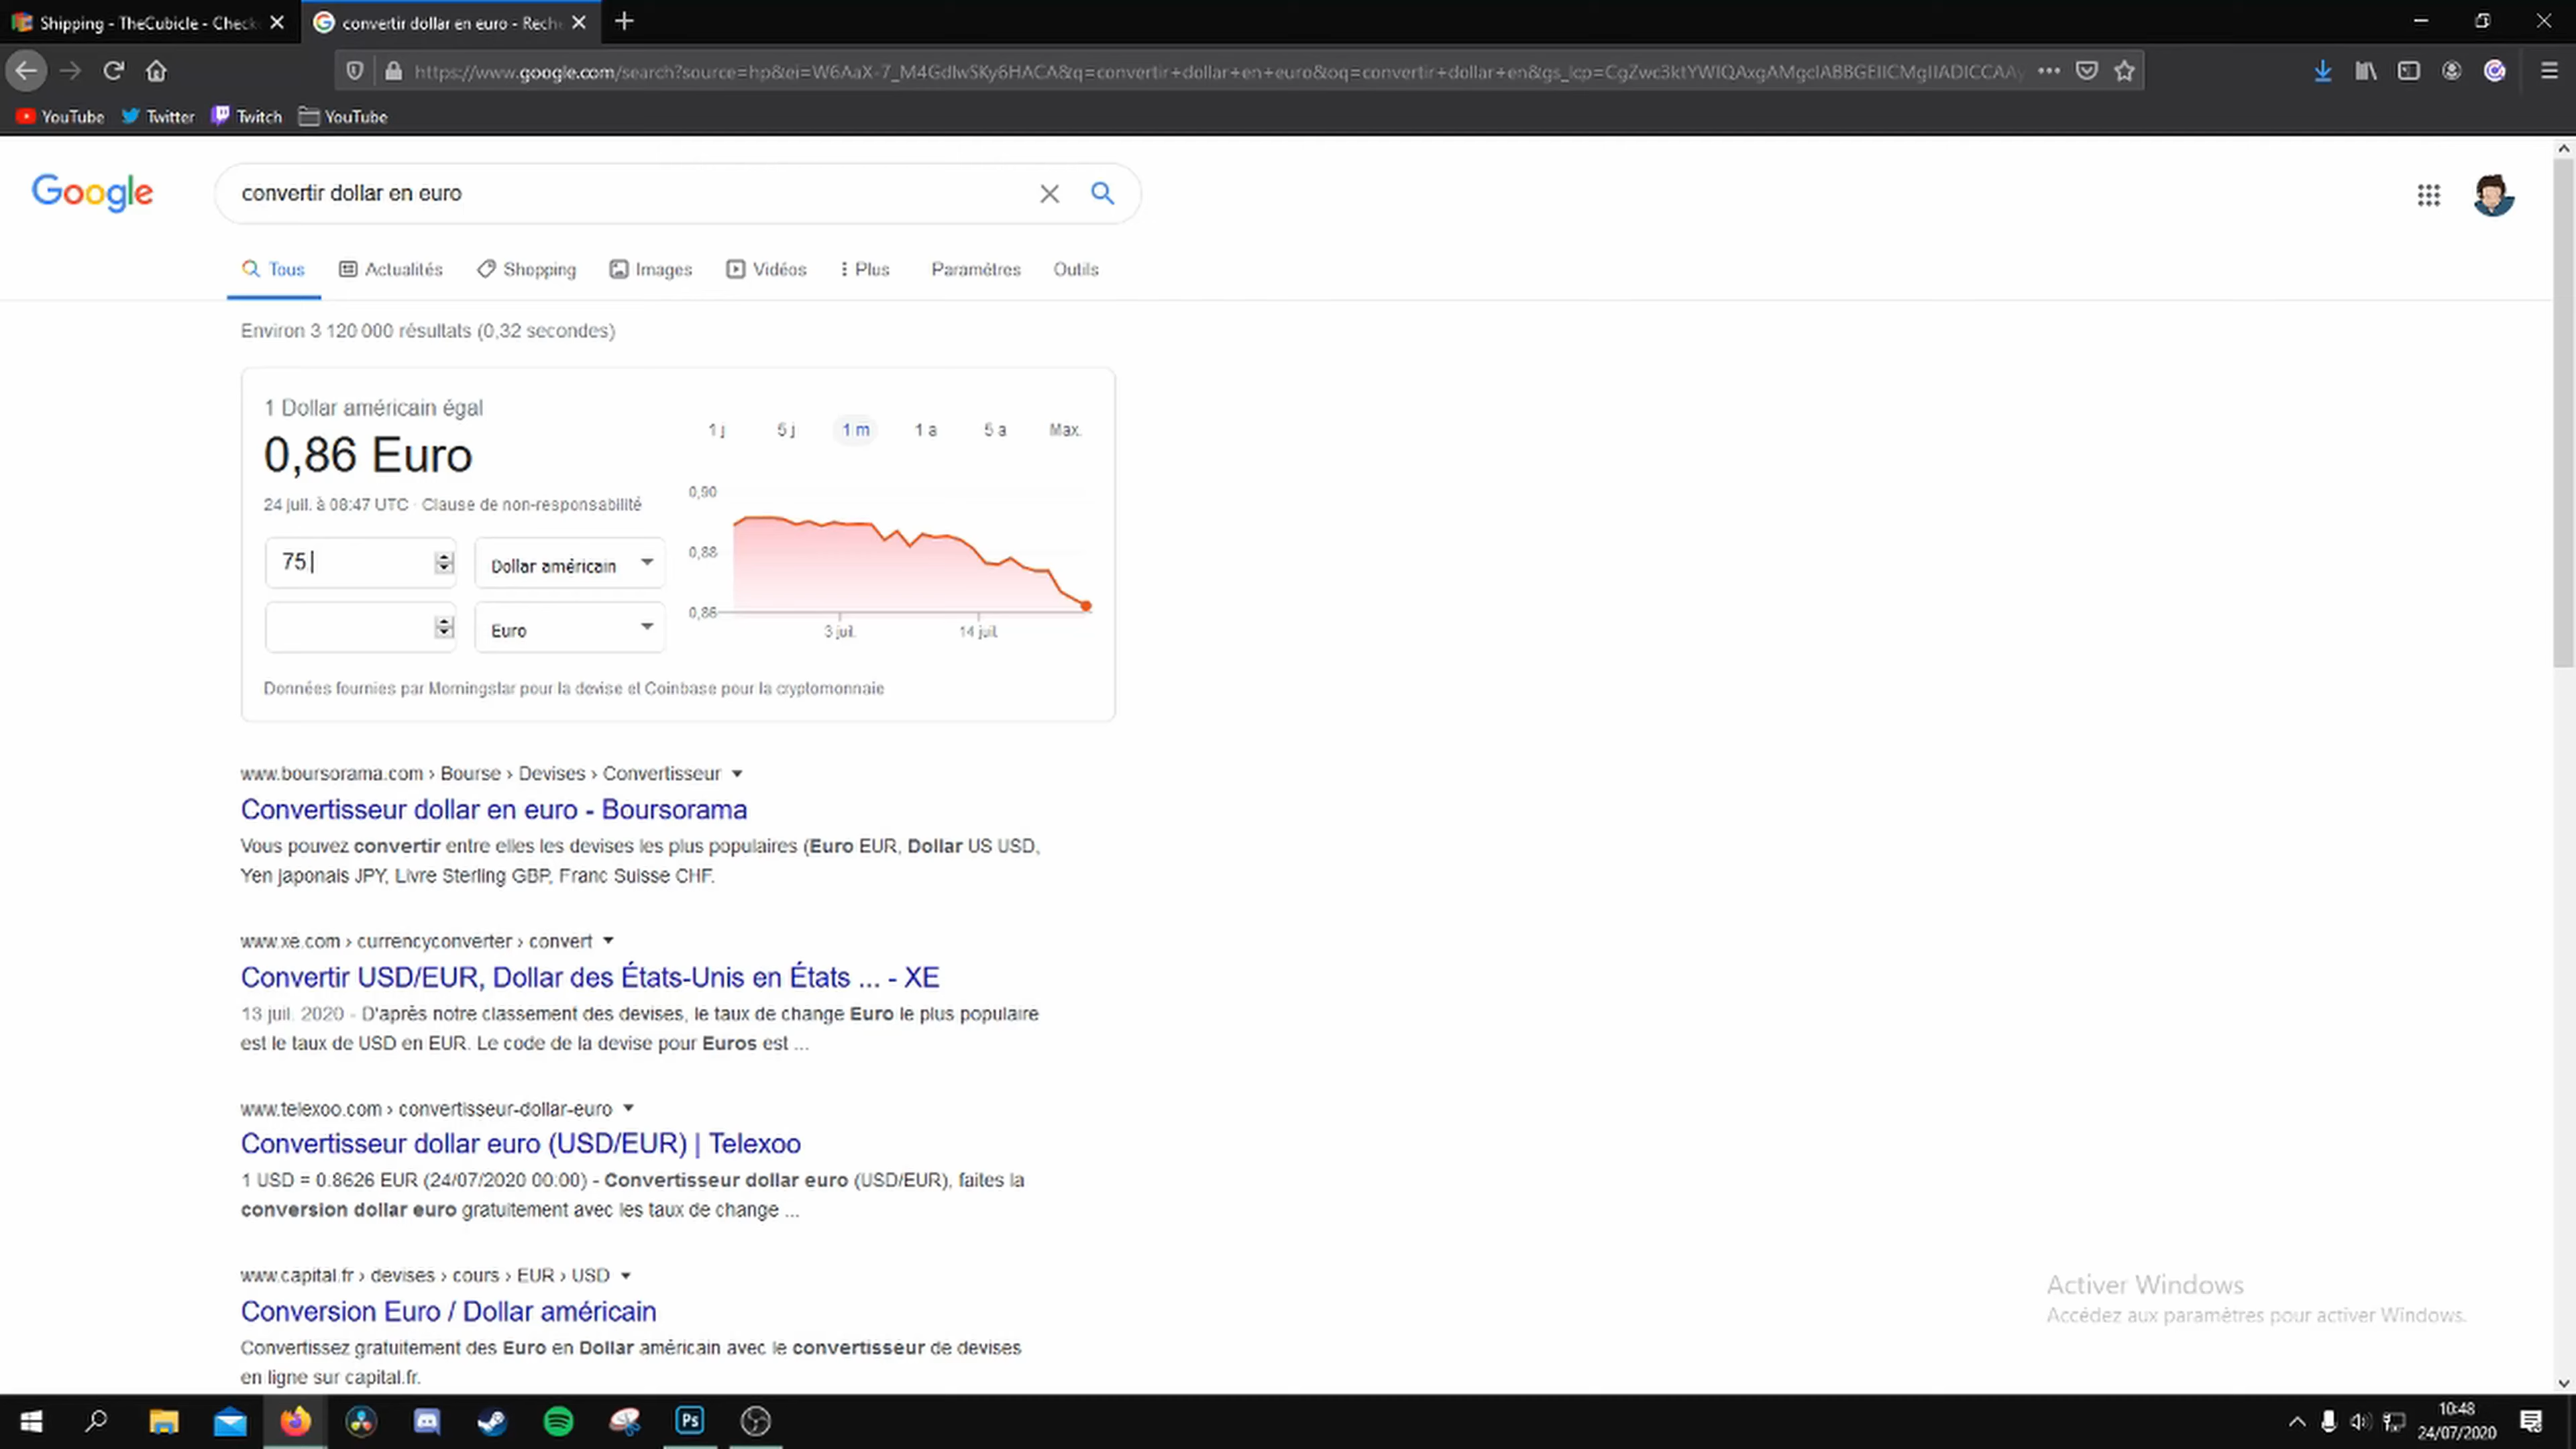 Shipping - TheCubicle - Check
convertir dollar en euro - Reche
https://www.google.com/search?source=hp&ei=W6AaX-7_M4GdlwSKy6HACA&q=convertir+dollar+en+euro&oq=convertir+dollar+en&gs_lcp=
YouTube
Twitter
Twitch
YouTube
Google
convertir dollar en euro
Tous
Actualités
Shopping
Images
Vidéos
Plus
Paramètres
Outils
Environ 3 120 000 résultats (0,32 secondes)
1 Dollar américain égal
0,86 Euro
24 juil. à 08:47 UTC · Clause de non-responsabilité
75
Dollar américain
Euro
1 j
5 j
1 m
1 a
5 a
Max.
0,90
0,88
0,86
3 juil.
14 juil.
Données fournies par Morningstar pour la devise et Coinbase pour la cryptomonnaie
www.boursorama.com › Bourse › Devises › Convertisseur
Convertisseur dollar en euro - Boursorama
Vous pouvez convertir entre elles les devises les plus populaires (Euro EUR, Dollar US USD,
Yen japonais JPY, Livre Sterling GBP, Franc Suisse CHF.
www.xe.com › currencyconverter › convert
Convertir USD/EUR, Dollar des États-Unis en États ... - XE
13 juil. 2020 - D'après notre classement des devises, le taux de change Euro le plus populaire
est le taux de USD en EUR. Le code de la devise pour Euros est ...
www.telexoo.com › convertisseur-dollar-euro
Convertisseur dollar euro (USD/EUR) | Telexoo
1 USD = 0.8626 EUR (24/07/2020 00:00) - Convertisseur dollar euro (USD/EUR), faites la
conversion dollar euro gratuitement avec les taux de change ...
www.capital.fr › devises › cours › EUR › USD
Conversion Euro / Dollar américain
Convertissez gratuitement des Euro en Dollar américain avec le convertisseur de devises
en ligne sur capital.fr.
Activer Windows
Accédez aux paramètres pour activer Windows.
Ps
10:48
24/07/2020